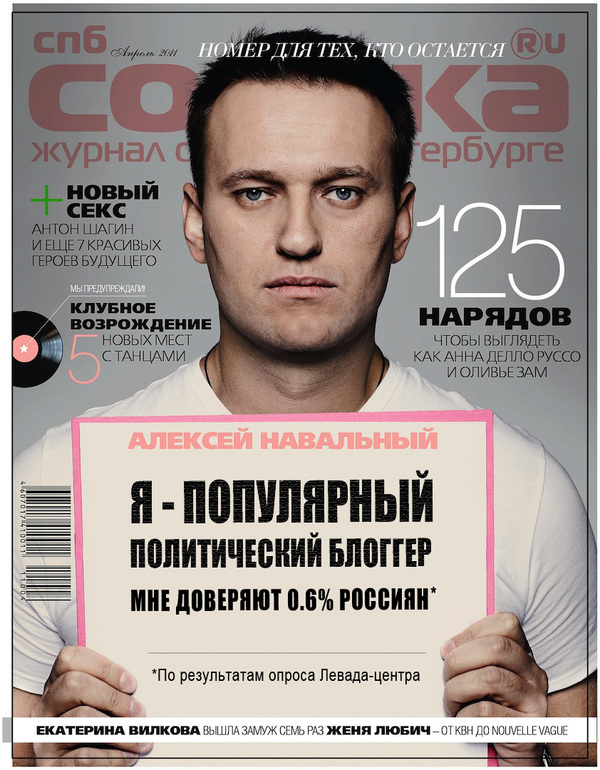 спб
Апрель 2011
НОМЕР ДЛЯ ТЕХ, КТО ОСТАЕТСЯ
RU
со ка
журнал о тербурге
+НОВЫЙ
СЕКС
АНТОН ШАГИН
И ЕЩЕ 7 КРАСИВЫХ
ГЕРОЕВ БУДУЩЕГО
МЫ ПРЕДУПРЕЖДАЛИ!
КЛУБНОЕ
ВОЗРОЖДЕНИЕ
5 НОВЫХ МЕСТ
С ТАНЦАМИ
125
НАРЯДОВ
ЧТОБЫ ВЫГЛЯДЕТЬ
КАК АННА ДЕЛЛО РУССО
И ОЛИВЬЕ ЗАМ
АЛЕКСЕЙ НАВАЛЬНЫЙ
Я - ПОПУЛЯРНЫЙ
ПОЛИТИЧЕСКИЙ БЛОГГЕР
МНЕ ДОВЕРЯЮТ 0.6% РОССИЯН*
*По результатам опроса Левада-центра
4607017410011
11004
ЕКАТЕРИНА ВИЛКОВА ВЫШЛА ЗАМУЖ СЕМЬ РАЗ ЖЕНЯ ЛЮБИЧ – ОТ КВН ДО NOUVELLE VAGUE